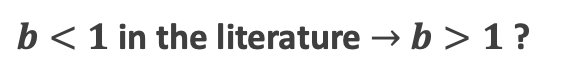 b < 1 in the literature → b > 1 ?